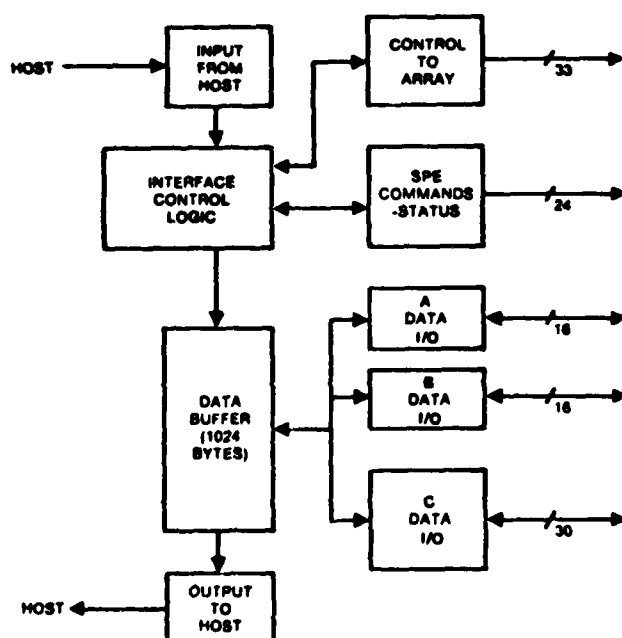 HOST
INPUT
FROM
HOST
CONTROL
TO
ARRAY
33
INTERFACE
CONTROL
LOGIC
SPE
COMMANDS
-STATUS
24
A
DATA
I/O
16
B
DATA
I/O
16
DATA
BUFFER
(1024
BYTES)
C
DATA
I/O
30
HOST
OUTPUT
TO
HOST